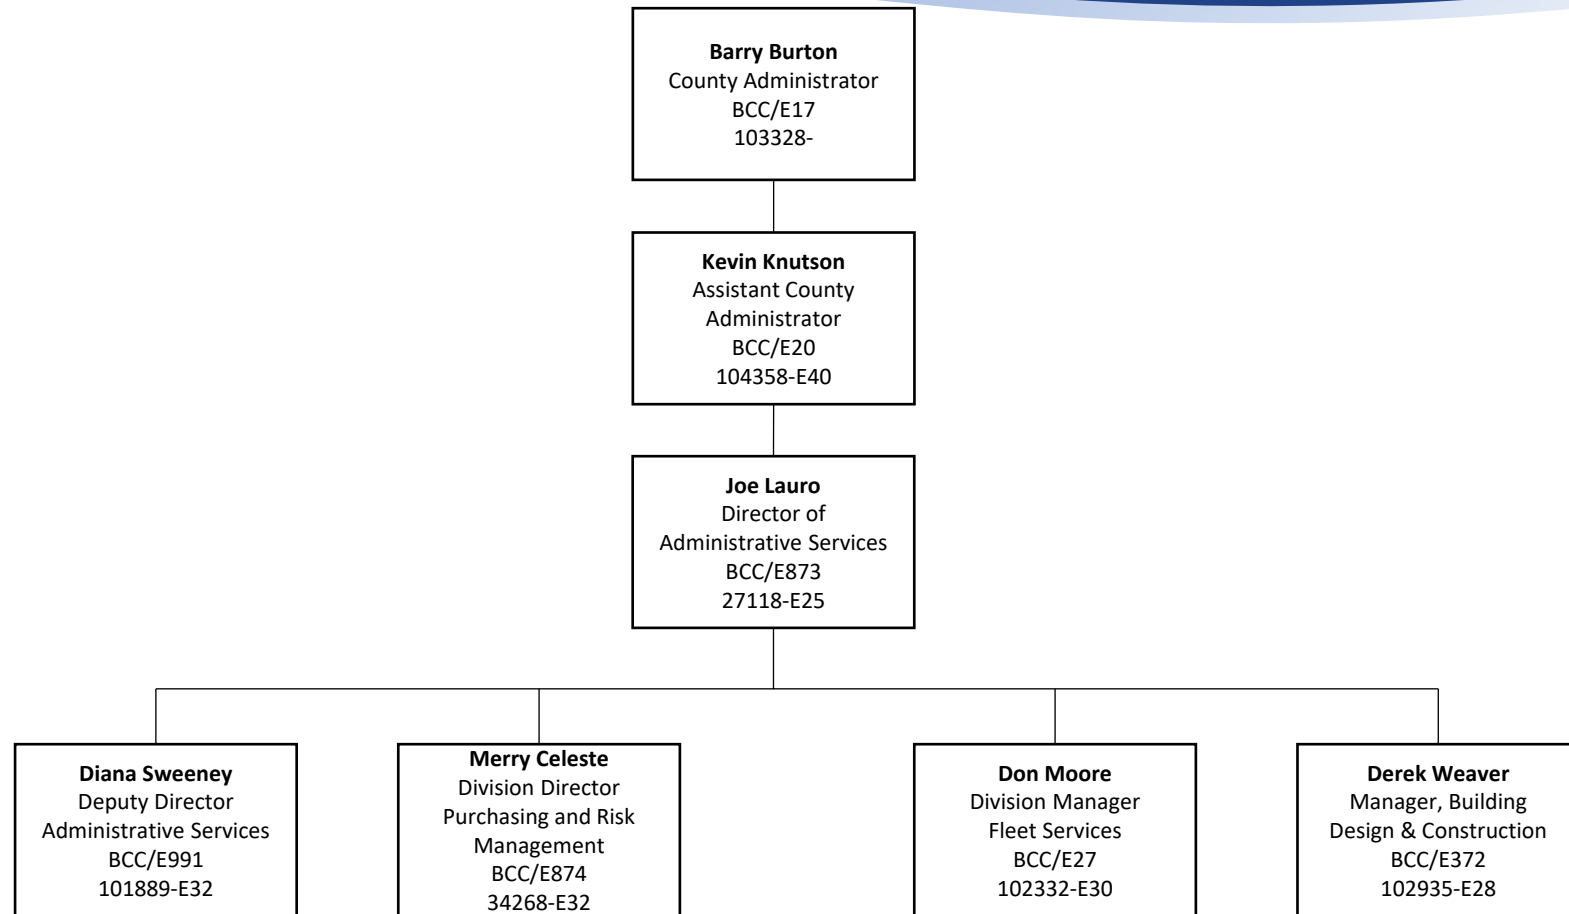 Barry Burton
County Administrator
BCC/E17
103328-
Kevin Knutson
Assistant County
Administrator
BCC/E20
104358-E40
Joe Lauro
Director of
Administrative Services
BCC/E873
27118-E25
Diana Sweeney
Deputy Director
Administrative Services
BCC/E991
101889-E32
Merry Celeste
Division Director
Purchasing and Risk
Management
BCC/E874
34268-E32
Don Moore
Division Manager
Fleet Services
BCC/E27
102332-E30
Derek Weaver
Manager, Building
Design & Construction
BCC/E372
102935-E28